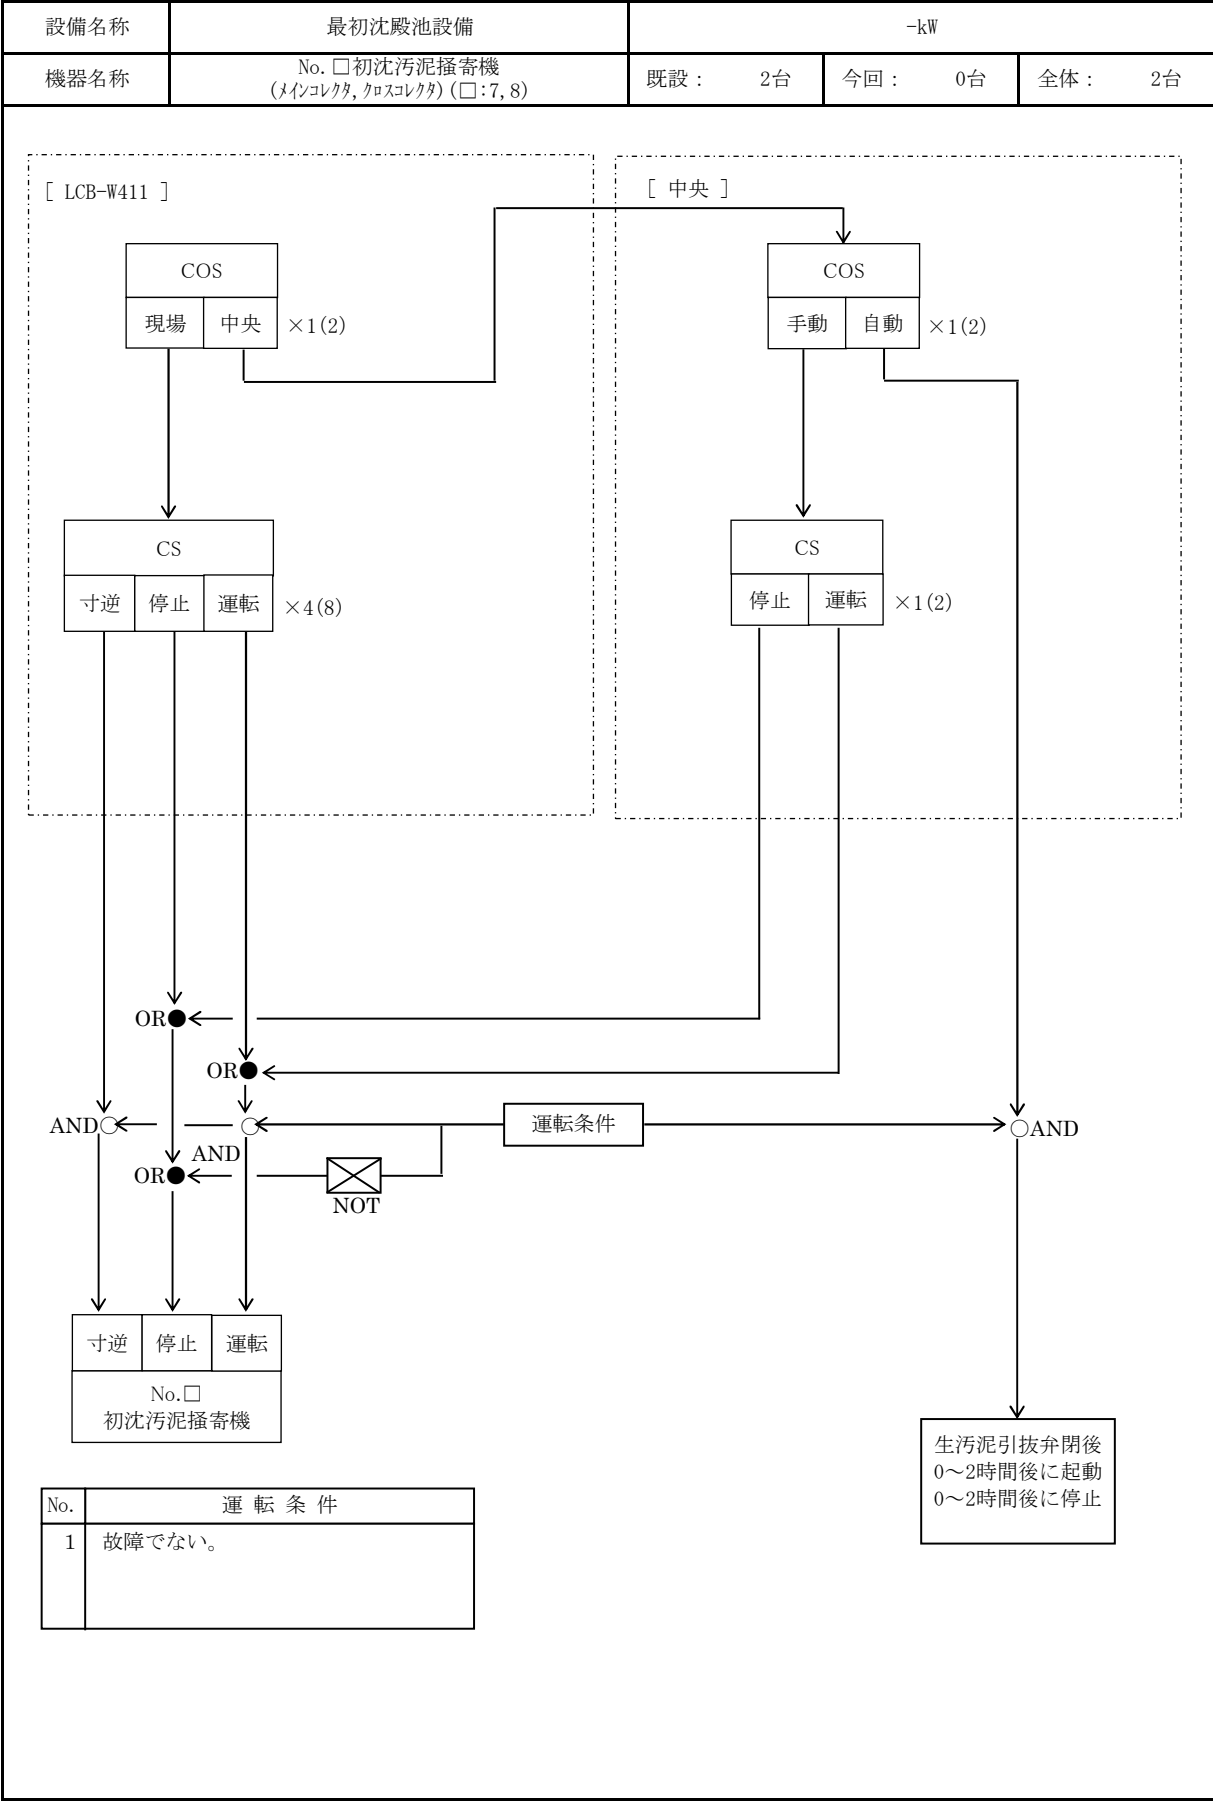 設備名称
最初沈殿池設備
-kW
機器名称
No.□初沈汚泥掻寄機
(ﾒｲﾝｺﾚｸﾀ,ｸﾛｽｺﾚｸﾀ)(□:7,8)
既設： 2台
今回： 0台
全体： 2台
[ LCB-W411 ]
[ 中央 ]
COS
現場 中央 ×1(2)
COS
手動 自動 ×1(2)
CS
寸逆 停止 運転 ×4(8)
CS
停止 運転 ×1(2)
OR
OR
AND
運転条件
AND
AND
OR
NOT
寸逆 停止 運転
No.□
初沈汚泥掻寄機
生汚泥引抜弁閉後
0～2時間後に起動
0～2時間後に停止
No. 運 転 条 件
1 故障でない。